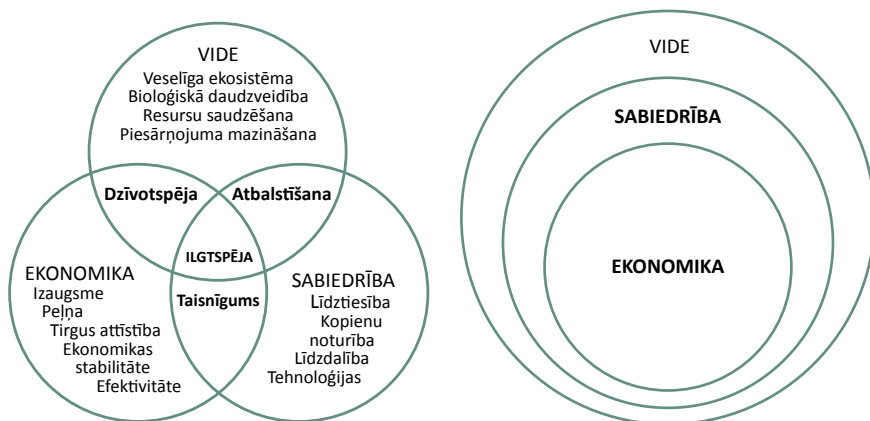 VIDE
Veselīga ekosistēma
Bioloģiskā daudzveidība
Resursu saudzēšana
Piesārņojuma mazināšana
Dzīvotspēja
Atbalstīšana
ILGTSPĒJA
EKONOMIKA
Izaugsme
Peļņa
Tirgus attīstība
Ekonomikas
stabilitāte
Efektivitāte
Taisnīgums
SABIEDRĪBA
Līdztiesība
Kopienu
noturība
Līdzdalība
Tehnoloģijas
VIDE
SABIEDRĪBA
EKONOMIKA